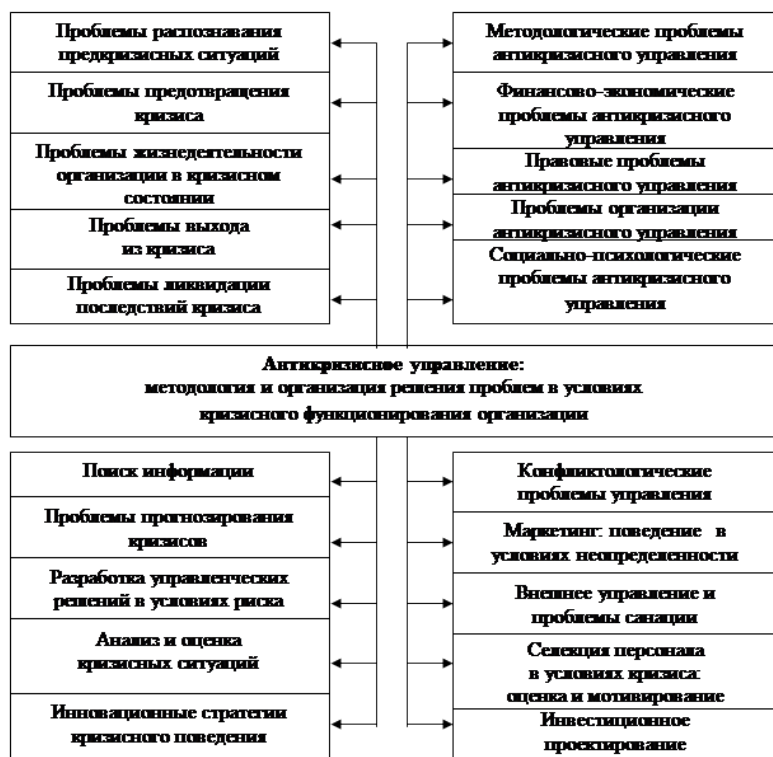 Проблемы распознавания
предкризисных ситуаций
Проблемы предотвращения
кризиса
Проблемы жизнедеятельности
организации в кризисном
состоянии
Проблемы выхода
из кризиса
Проблемы ликвидации
последствий кризиса
Методологические проблемы
антикризисного управления
Финансово-экономические
проблемы антикризисного
управления
Правовые проблемы
антикризисного управления
Проблемы организации
антикризисного управления
Социально-психологические
проблемы антикризисного
управления
Антикризисное управление:
методология и организация решения проблем в условиях
кризисного функционирования организации
Поиск информации
Проблемы прогнозирования
кризисов
Разработка управленческих
решений в условиях риска
Анализ и оценка
кризисных ситуаций
Инновационные стратегии
кризисного поведения
Конфликтологические
проблемы управления
Маркетинг: поведение в
условиях неопределенности
Внешнее управление и
проблемы санации
Селекция персонала
в условиях кризиса:
оценка и мотивирование
Инвестиционное
проектирование